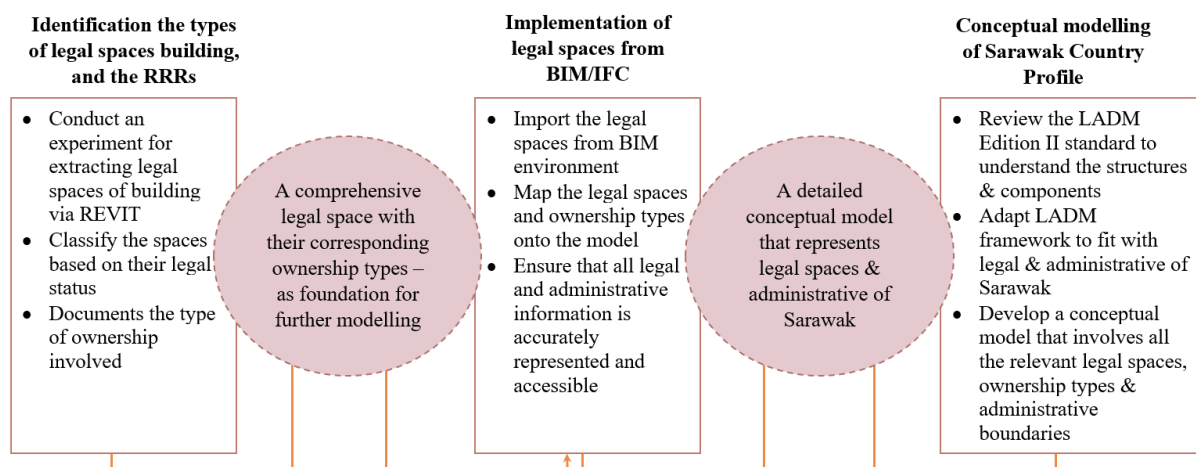 Identification the types
of legal spaces building,
and the RRRs
● Conduct an
experiment for
extracting legal
spaces of building
via REVIT
● Classify the spaces
based on their legal
status
● Documents the type
of ownership
involved
A comprehensive
legal space with
their corresponding
ownership types –
as foundation for
further modelling
Implementation of
legal spaces from
BIM/IFC
● Import the legal
spaces from BIM
environment
● Map the legal spaces
and ownership types
onto the model
● Ensure that all legal
and administrative
information is
accurately
represented and
accessible
A detailed
conceptual model
that represents
legal spaces &
administrative of
Sarawak
Conceptual modelling
of Sarawak Country
Profile
● Review the LADM
Edition II standard to
understand the structures
& components
● Adapt LADM
framework to fit with
legal & administrative of
Sarawak
● Develop a conceptual
model that involves all
the relevant legal spaces,
ownership types &
administrative
boundaries